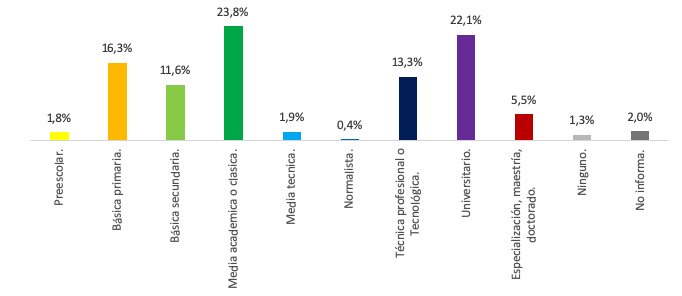 23,8%
22,1%
16,3%
13,3%
11,6%
5,5%
1,8%
1,9%
0,4%
1,3%
2,0%
Preescolar.
Básica primaria.
Básica secundaria.
Media academica o clasica.
Media tecnica.
Normalista.
Técnica profesional o
Tecnológica.
Universitario.
Especialización, maestría,
doctorado.
Ninguno.
No informa.